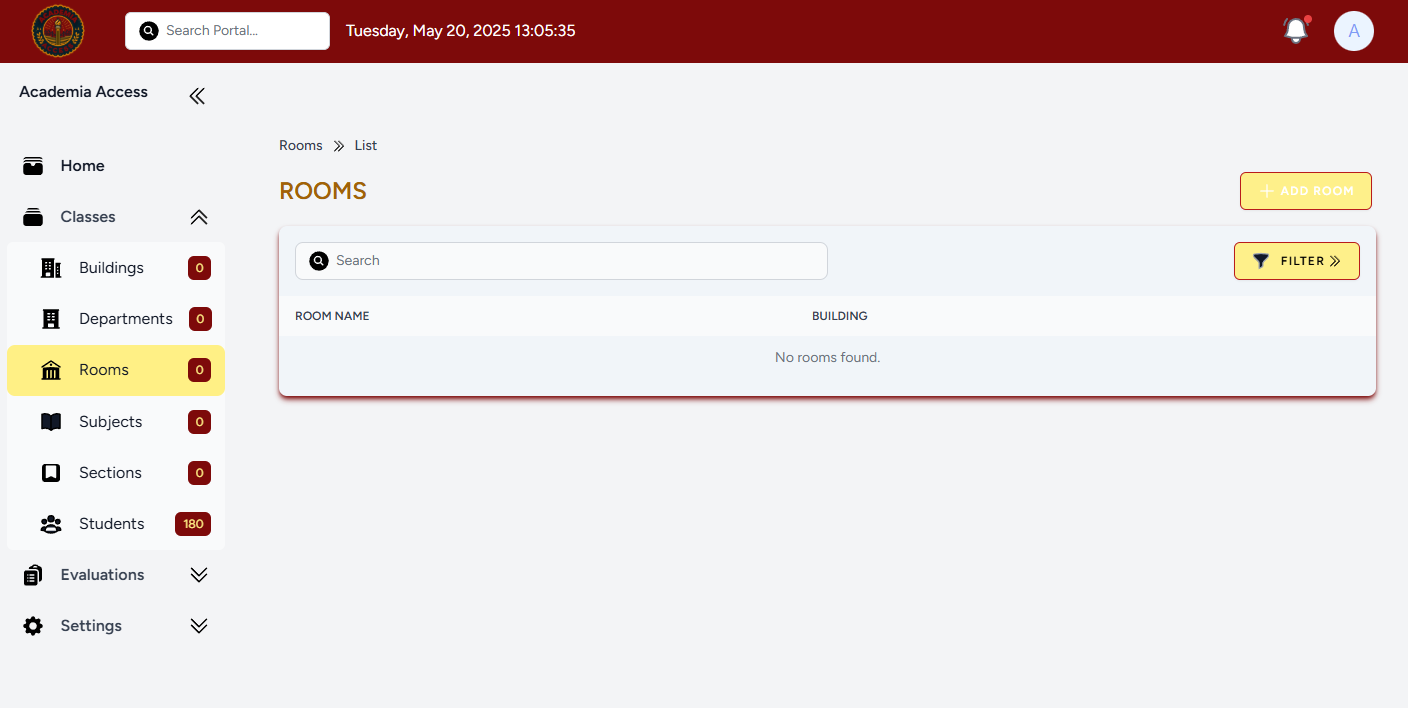 Search Portal...
Tuesday, May 20, 2025 13:05:35
A
Academia Access
Home
Classes
Buildings 0
Departments 0
Rooms 0
Subjects 0
Sections 0
Students 180
Evaluations
Settings
Rooms List
ROOMS
ADD ROOM
Search
FILTER
ROOM NAME BUILDING
No rooms found.